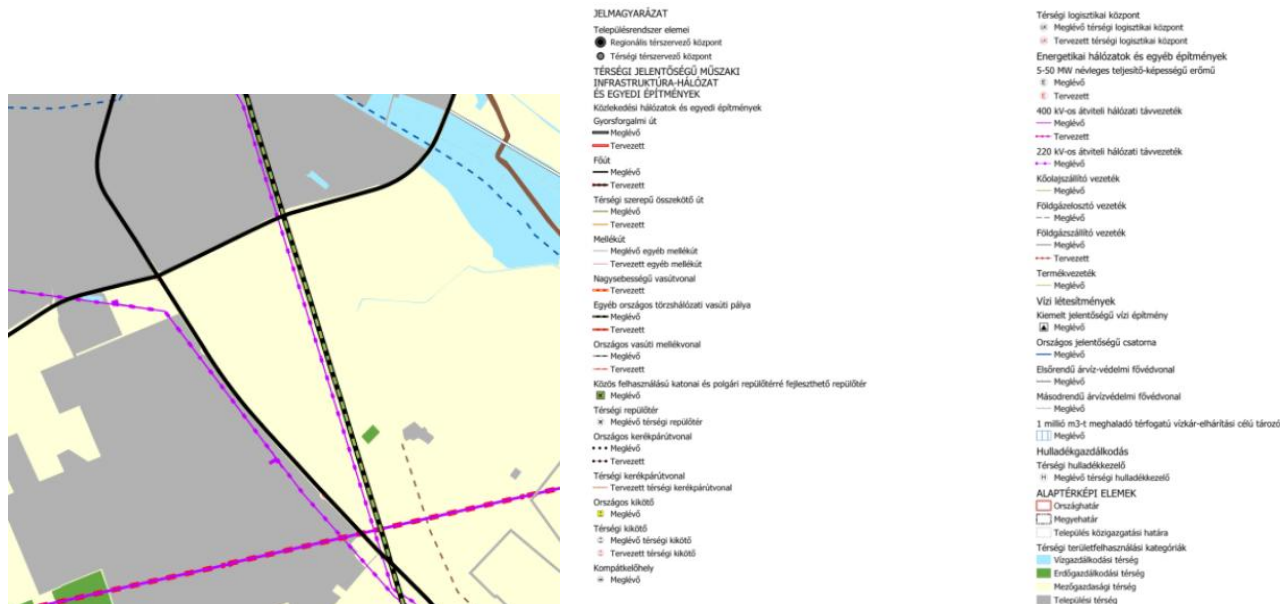 JELMAGYARÁZAT
Településrendszer elemei
Regionális térszervező központ
Térségi térszervező központ
TÉRSÉGI JELENTŐSÉGŰ MŰSZAKI
INFRASTRUKTÚRA-HÁLÓZAT
ÉS EGYEDI ÉPÍTMÉNYEK
Közlekedési hálózatok és egyedi építmények
Gyorsforgalmi út
Meglévő
Tervezett
Főút
Meglévő
Tervezett
Térségi szerepű összekötő út
Meglévő
Tervezett
Mellékút
Meglévő egyéb mellékút
Tervezett egyéb mellékút
Nagysebességű vasútvonal
Tervezett
Egyéb országos törzshálózati vasúti pálya
Meglévő
Tervezett
Országos vasúti mellékvonal
Meglévő
Tervezett
Közös felhasználású katonai és polgári repülőtérré fejleszthető repülőtér
Meglévő
Térségi repülőtér
Meglévő térségi repülőtér
Országos kerékpárútvonal
Meglévő
Tervezett
Térségi kerékpárútvonal
Tervezett térségi kerékpárútvonal
Országos kikötő
Meglévő
Térségi kikötő
Meglévő térségi kikötő
Tervezett térségi kikötő
Kompátkelőhely
Meglévő
Térségi logisztikai központ
Meglévő térségi logisztikai központ
Tervezett térségi logisztikai központ
Energetikai hálózatok és egyéb építmények
5-50 MW névleges teljesítő-képességű erőmű
E Meglévő
E Tervezett
400 kV-os átviteli hálózati távvezeték
Meglévő
Tervezett
220 kV-os átviteli hálózati távvezeték
Meglévő
Kőolajszállító vezeték
Meglévő
Földgázelosztó vezeték
Meglévő
Földgázszállító vezeték
Meglévő
Tervezett
Termékvezeték
Meglévő
Vízi létesítmények
Kiemelt jelentőségű vízi építmény
Meglévő
Országos jelentőségű csatorna
Meglévő
Elsőrendű árvíz-védelmi fővédvonal
Meglévő
Másodrendű árvízvédelmi fővédvonal
Meglévő
1 millió m3-t meghaladó térfogatú vízkár-elhárítási célú tározó
Meglévő
Hulladékgazdálkodás
Térségi hulladékkezelő
H Meglévő térségi hulladékkezelő
ALAPTÉRKÉPI ELEMEK
Országhatár
Megyehatár
Település közigazgatási határa
Térségi területfelhasználási kategóriák
Vízgazdálkodási térség
Erdőgazdálkodási térség
Mezőgazdasági térség
Települési térség